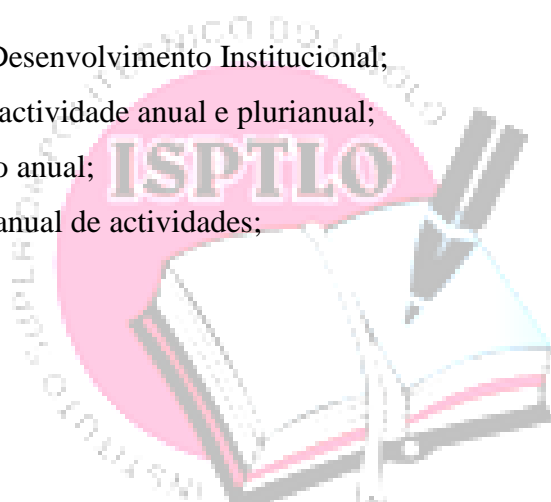 Desenvolvimento Institucional;
actividade anual e plurianual;
o anual;
ISPTLO
anual de actividades;